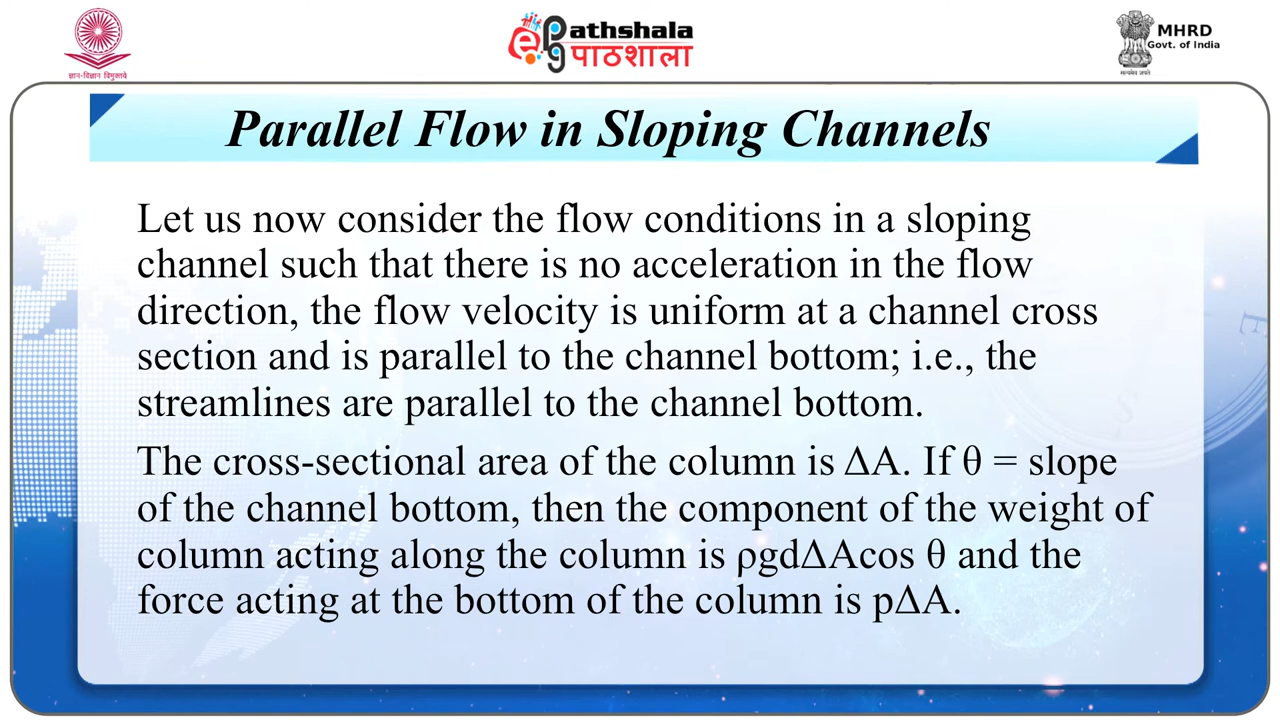 ज्ञान-विज्ञान विमुक्तये
epg Pathshala
पाठशाला
सत्यमेव जयते
MHRD
Govt. of India
Parallel Flow in Sloping Channels
Let us now consider the flow conditions in a sloping
channel such that there is no acceleration in the flow
direction, the flow velocity is uniform at a channel cross
section and is parallel to the channel bottom; i.e., the
streamlines are parallel to the channel bottom.
The cross-sectional area of the column is ΔA. If θ = slope
of the channel bottom, then the component of the weight of
column acting along the column is ρgdΔAcos θ and the
force acting at the bottom of the column is pΔA.